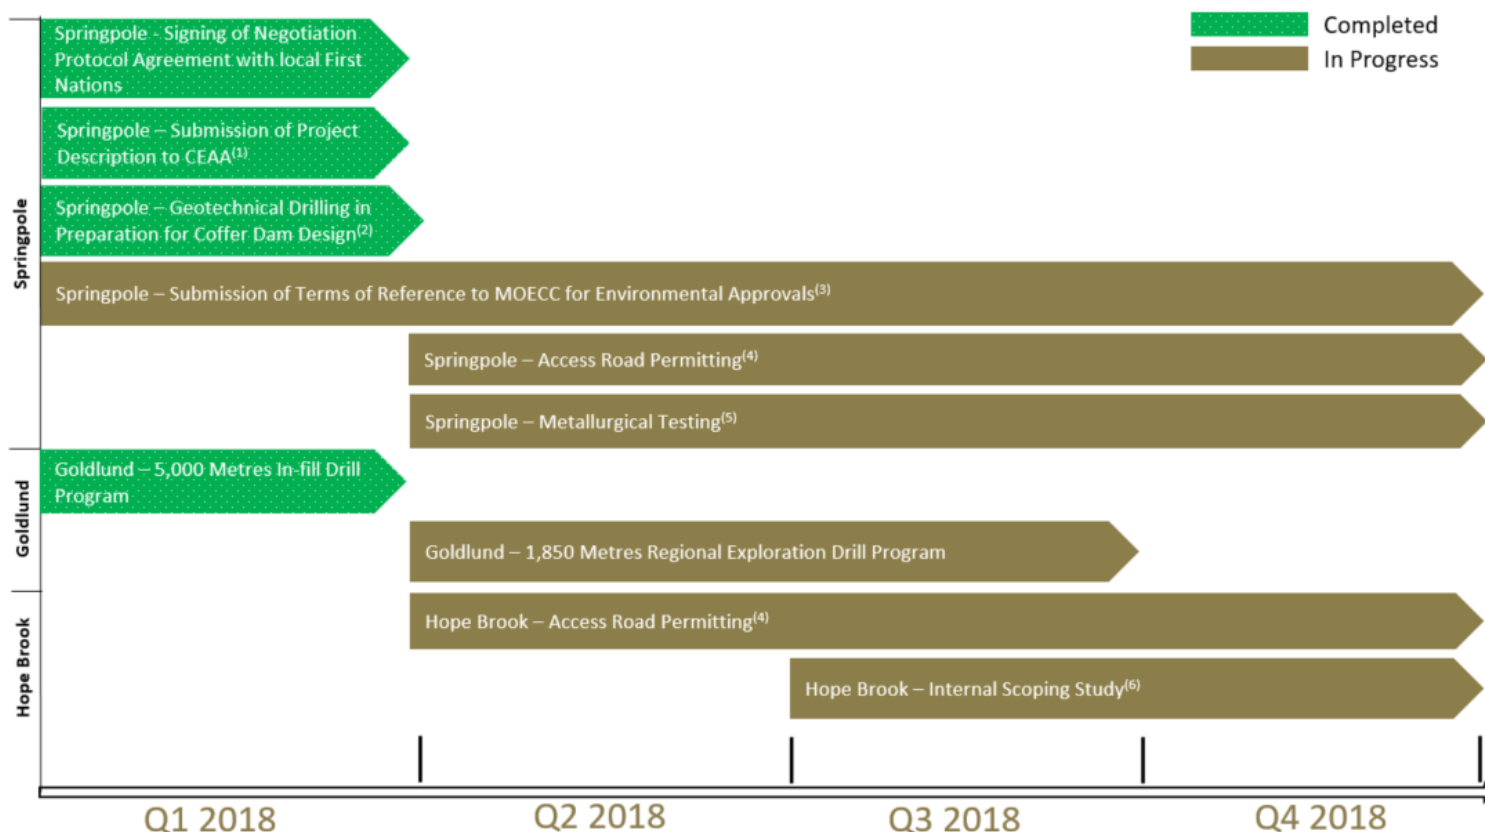 Completed
In Progress
Springpole
Springpole - Signing of Negotiation
Protocol Agreement with local First
Nations
Springpole – Submission of Project
Description to CEAA(1)
Springpole – Geotechnical Drilling in
Preparation for Coffer Dam Design(2)
Springpole – Submission of Terms of Reference to MOECC for Environmental Approvals(3)
Springpole – Access Road Permitting(4)
Springpole – Metallurgical Testing(5)
Goldlund
Goldlund – 5,000 Metres In-fill Drill
Program
Goldlund – 1,850 Metres Regional Exploration Drill Program
Hope Brook
Hope Brook – Access Road Permitting(4)
Hope Brook – Internal Scoping Study(6)
Q1 2018
Q2 2018
Q3 2018
Q4 2018